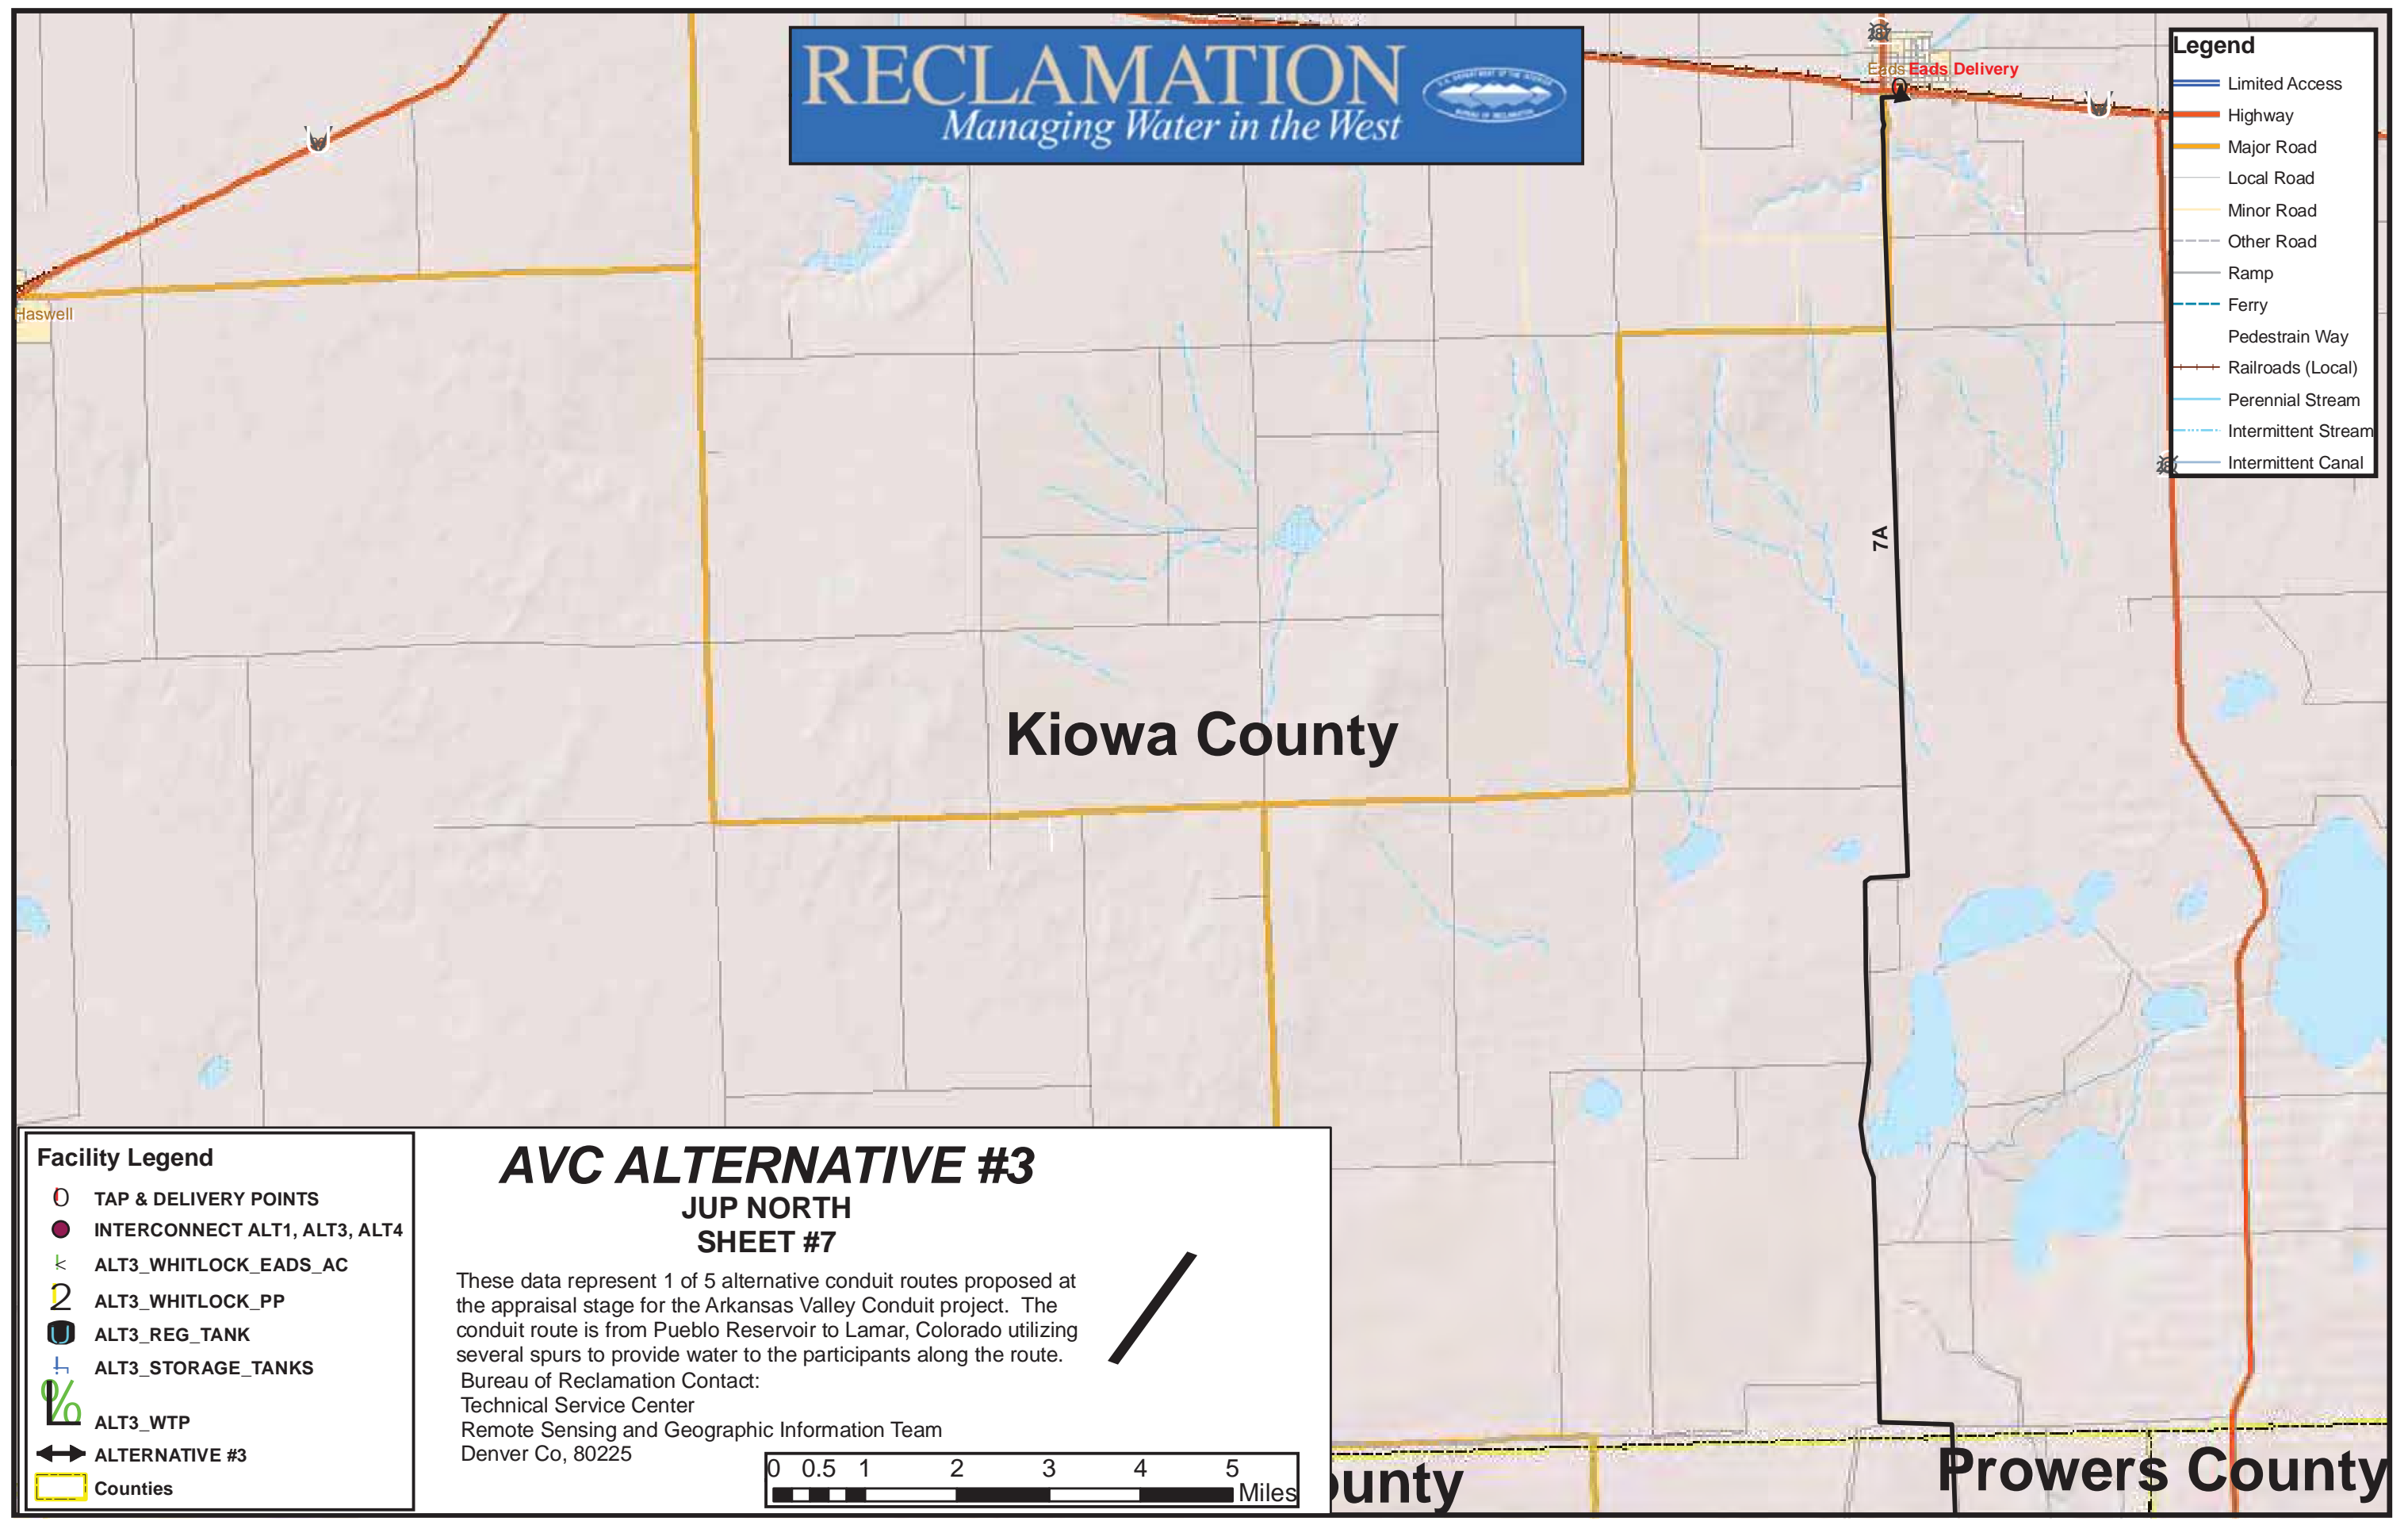 RECLAMATION
Managing Water in the West
287
Eads
Eads Delivery
Legend
Limited Access
Highway
Major Road
Local Road
Minor Road
Other Road
Ramp
Ferry
Pedestrain Way
Railroads (Local)
Perennial Stream
Intermittent Stream
Intermittent Canal
Haswell
7A
Kiowa County
Facility Legend
TAP & DELIVERY POINTS
INTERCONNECT ALT1, ALT3, ALT4
ALT3_WHITLOCK_EADS_AC
ALT3_WHITLOCK_PP
ALT3_REG_TANK
ALT3_STORAGE_TANKS
ALT3_WTP
ALTERNATIVE #3
Counties
AVC ALTERNATIVE #3
JUP NORTH
SHEET #7
These data represent 1 of 5 alternative conduit routes proposed at
the appraisal stage for the Arkansas Valley Conduit project. The
conduit route is from Pueblo Reservoir to Lamar, Colorado utilizing
several spurs to provide water to the participants along the route.
Bureau of Reclamation Contact:
Technical Service Center
Remote Sensing and Geographic Information Team
Denver Co, 80225
0 0.5 1 2 3 4 5
Miles
ounty
Prowers County